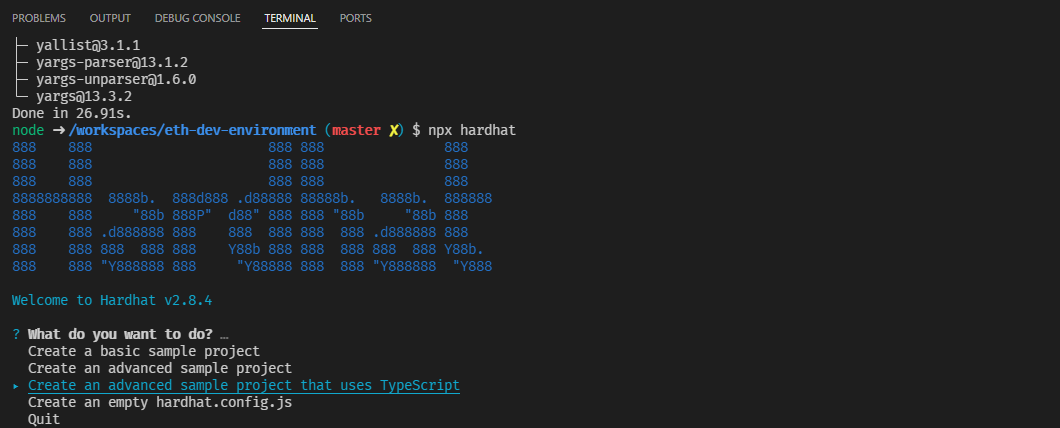 PROBLEMS OUTPUT DEBUG CONSOLE TERMINAL PORTS
├─ yallist@3.1.1
├─ yargs-parser@13.1.2
├─ yargs-unparser@1.6.0
└─ yargs@13.3.2
Done in 26.91s.
node ➜ /workspaces/eth-dev-environment (master ✗) $ npx hardhat
888    888                      888 888               888
888    888                      888 888               888
888    888                      888 888               888
8888888888  8888b.  888d888 .d88888 88888b.   8888b.  888888
888    888     "88b 888P"  d88" 888 888 "88b     "88b 888
888    888 .d888888 888    888  888 888  888 .d888888 888
888    888 888  888 888    Y88b 888 888  888 888  888 Y88b.
888    888 "Y888888 888     "Y88888 888  888 "Y888888  "Y888
Welcome to Hardhat v2.8.4
? What do you want to do? …
Create a basic sample project
Create an advanced sample project
▸ Create an advanced sample project that uses TypeScript
Create an empty hardhat.config.js
Quit